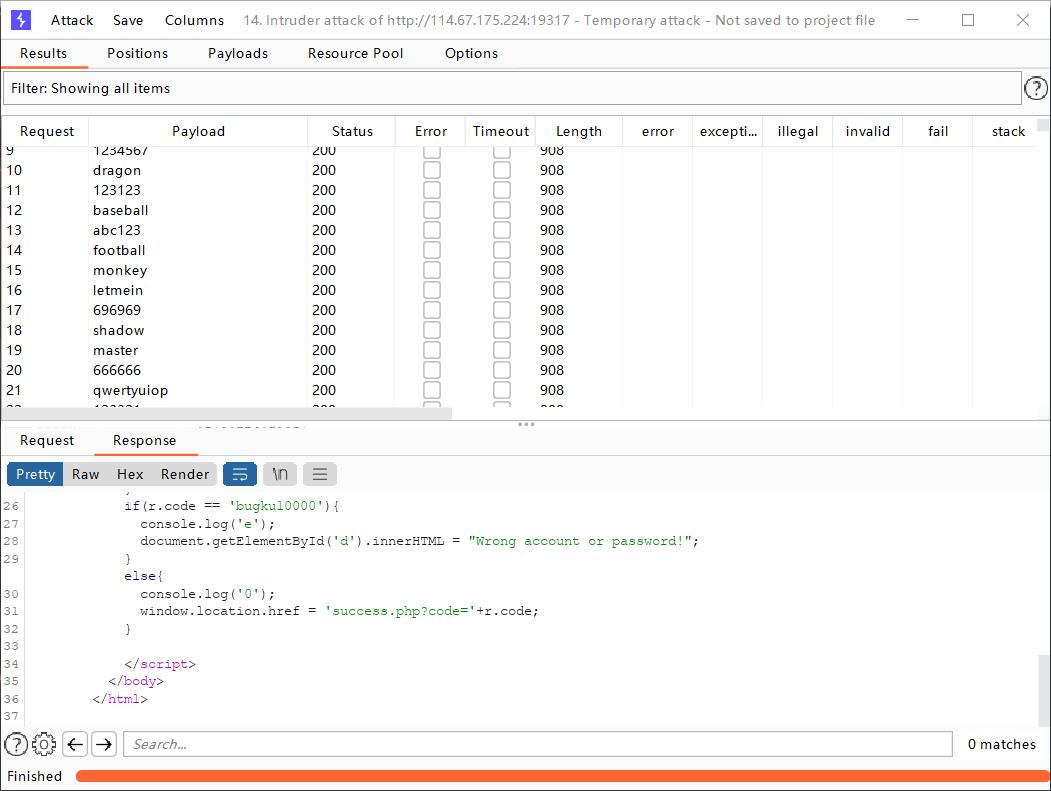 Attack Save Columns 14. Intruder attack of http://114.67.175.224:19317 - Temporary attack - Not saved to project file
Results Positions Payloads Resource Pool Options
Filter: Showing all items
?
Request Payload Status Error Timeout Length error excepti... illegal invalid fail stack
9 1234567 200 908
10 dragon 200 908
11 123123 200 908
12 baseball 200 908
13 abc123 200 908
14 football 200 908
15 monkey 200 908
16 letmein 200 908
17 696969 200 908
18 shadow 200 908
19 master 200 908
20 666666 200 908
21 qwertyuiop 200 908
Request Response
Pretty Raw Hex Render \n
26 if(r.code == 'bugku10000'){
27 console.log('e');
28 document.getElementById('d').innerHTML = "Wrong account or password!";
29 }
else{
30 console.log('0');
31 window.location.href = 'success.php?code='+r.code;
32 }
33
34 </script>
35 </body>
36 </html>
37
? Search... 0 matches
Finished